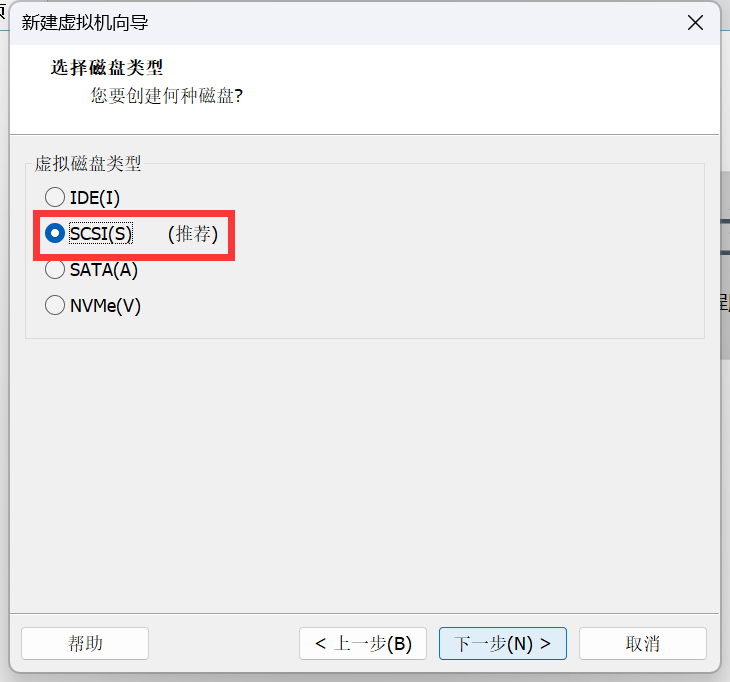 新建虚拟机向导
选择磁盘类型
您要创建何种磁盘?
虚拟磁盘类型
IDE(I)
SCSI(S) (推荐)
SATA(A)
NVMe(V)
帮助 < 上一步(B) 下一步(N) > 取消